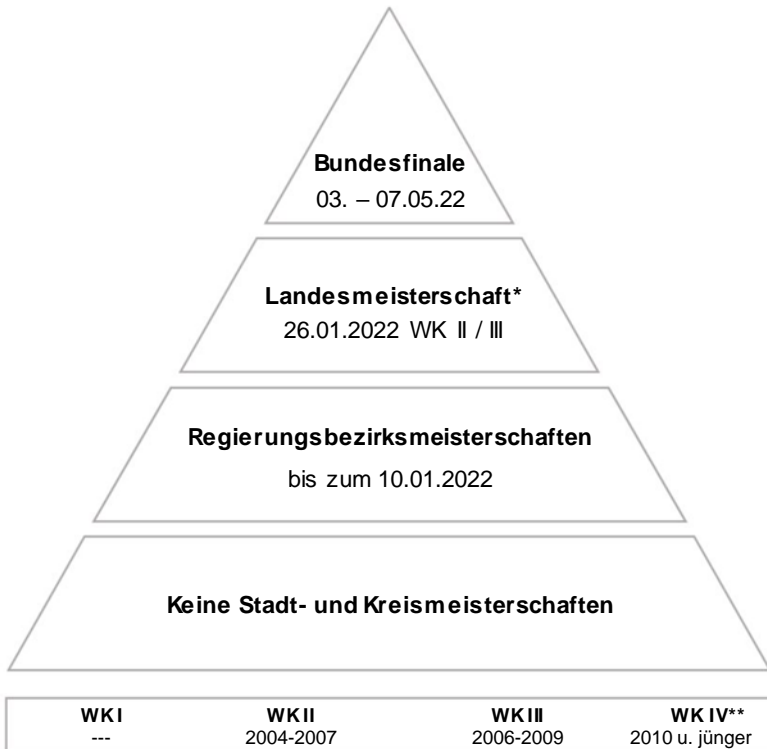 Bundesfinale
03. – 07.05.22
Landesmeisterschaft*
26.01.2022 WK II / III
Regierungsbezirksmeisterschaften
bis zum 10.01.2022
Keine Stadt- und Kreismeisterschaften
WK I WK II WK III WK IV**
--- 2004-2007 2006-2009 2010 u. jünger